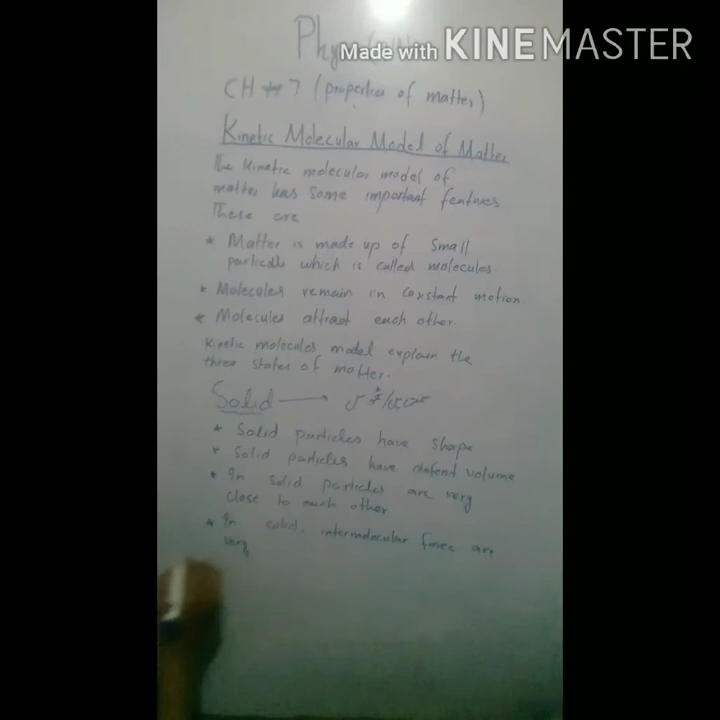 Made with KINEMASTER
Phy
CH # 7 (properties of matter)
Kinetic Molecular Model of Matter
The Kinetic molecular model of
matter has some important features
These are
* Matter is made up of small
particals which is called molecules.
* Molecules remain in constant motion
* Molecules attract each other.
Kinetic molecules model explain the
three states of matter.
Solid →
* Solid particles have shape
* Solid particles have defend volume
* In solid particles are very
close to each other
* In solid, intermolecular force are
very